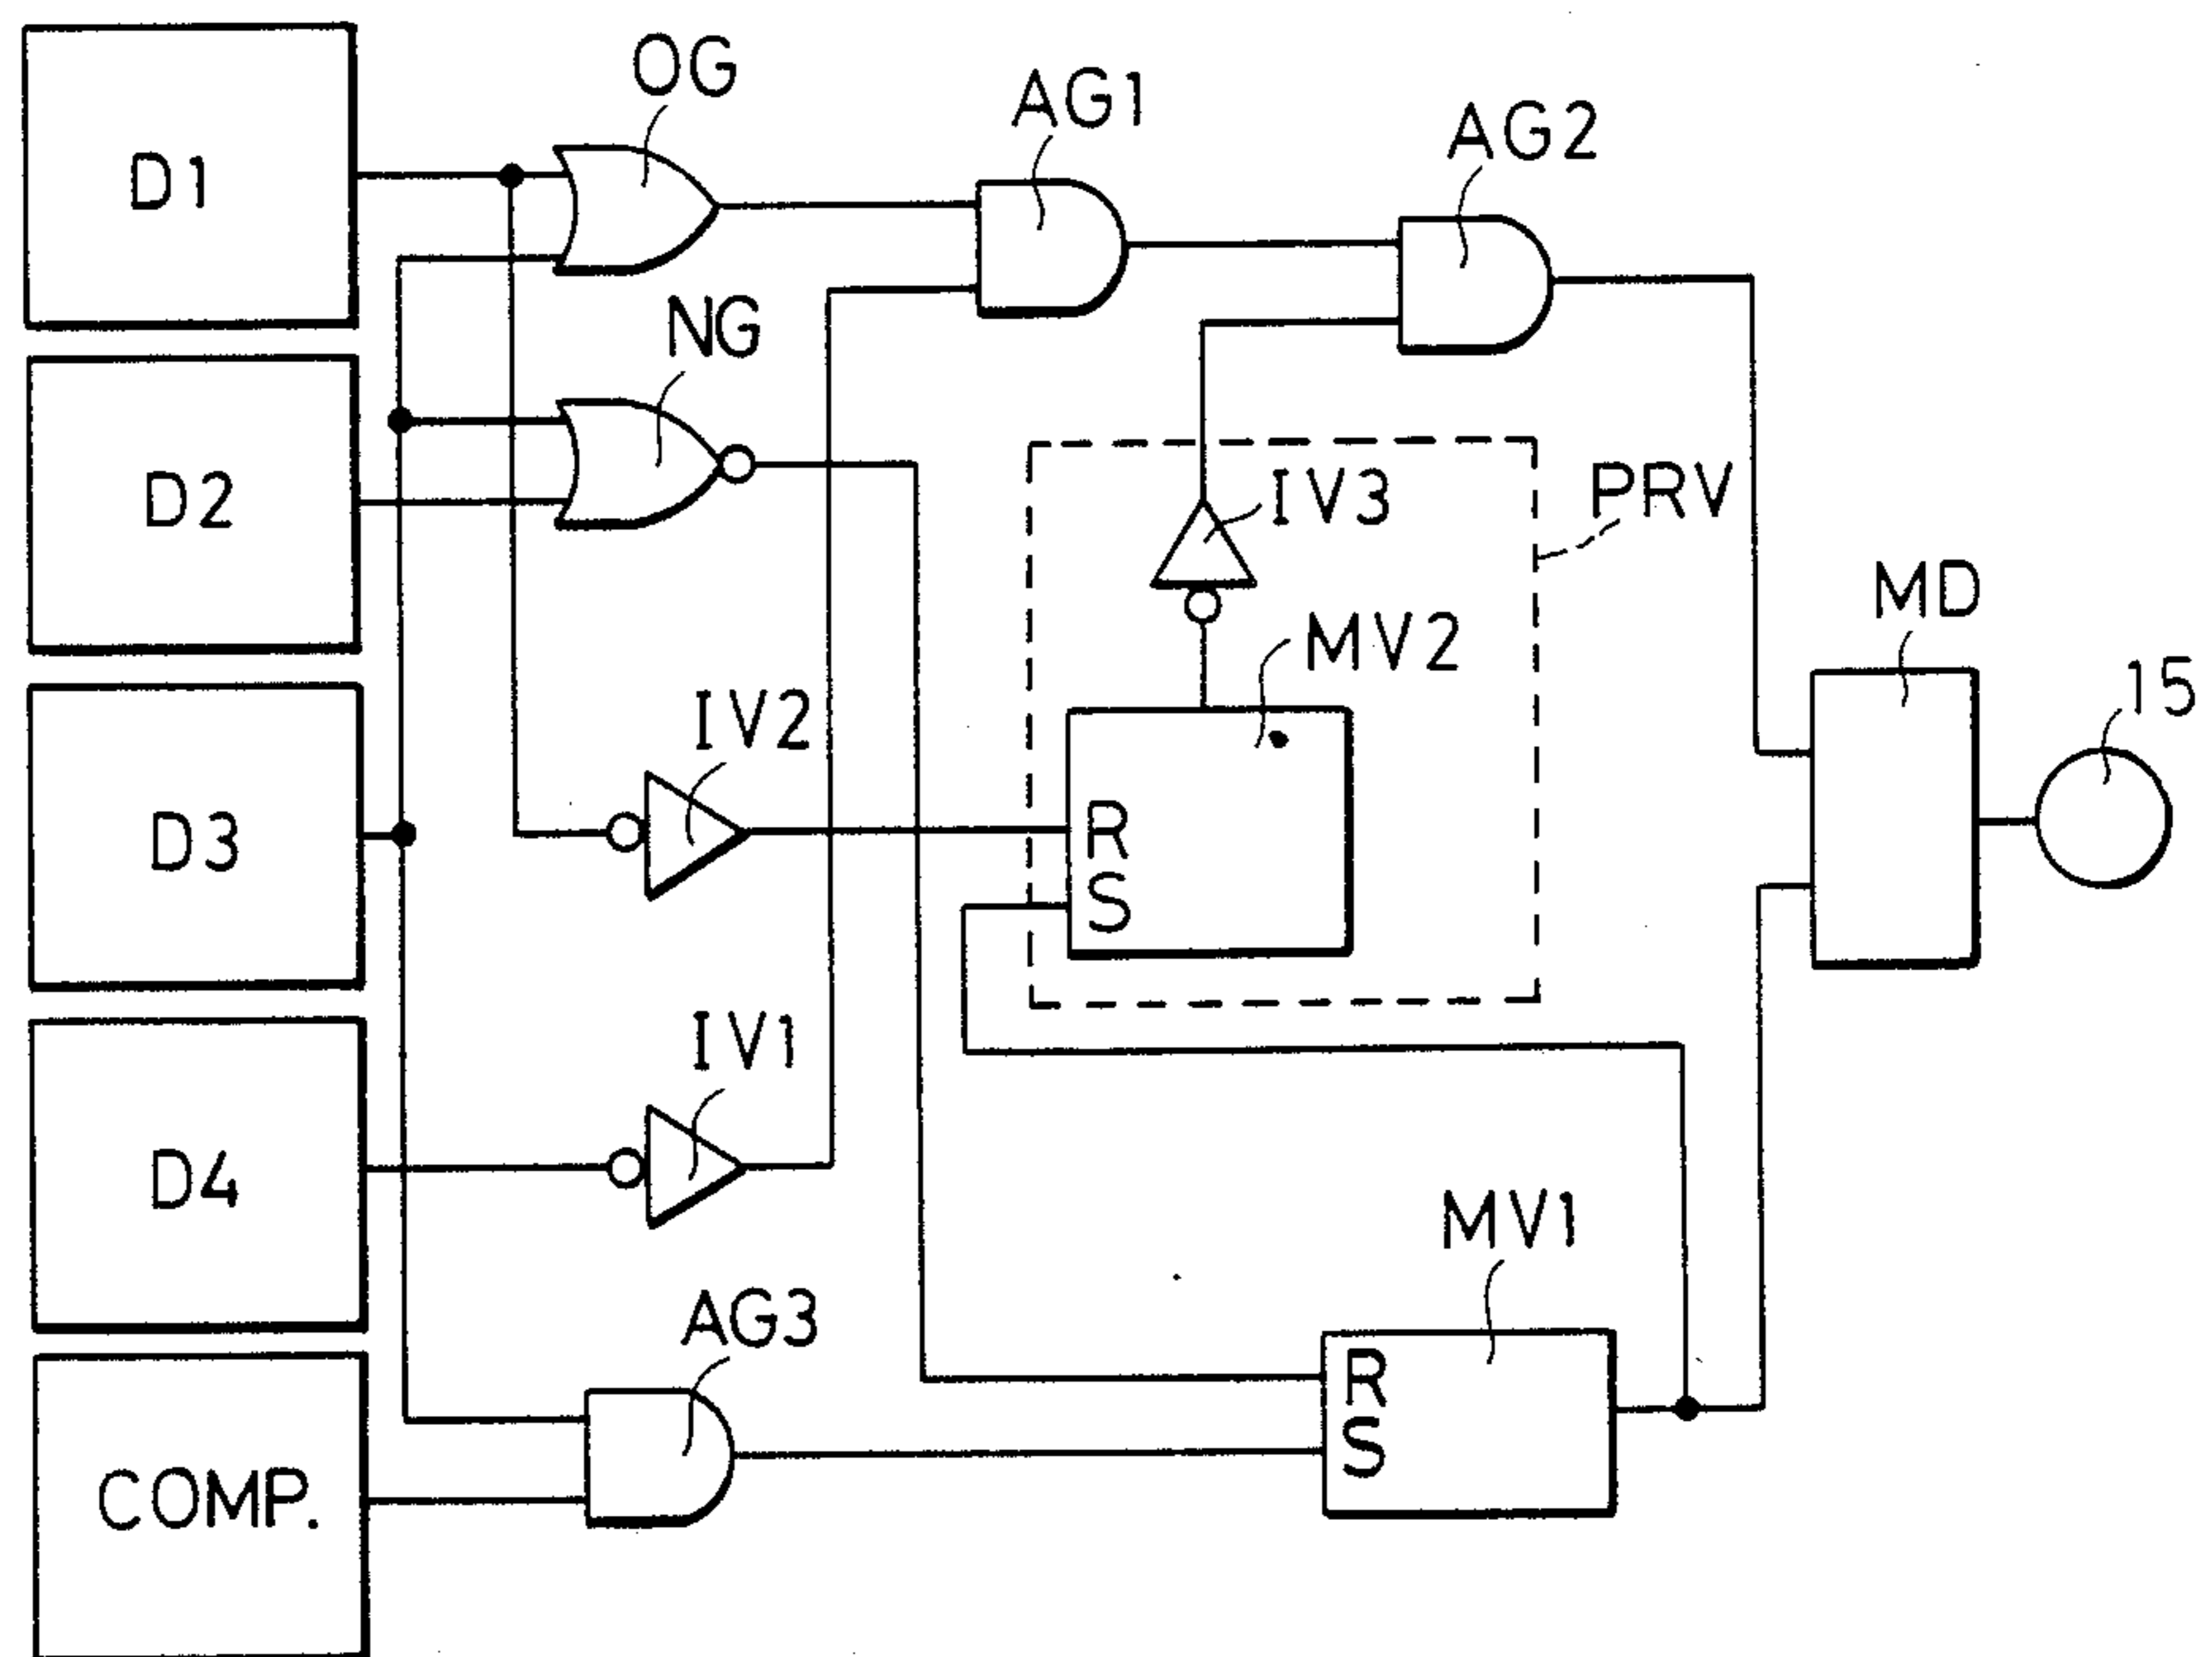 OG
AG1
AG2
D1
NG
D2
IV3
PRV
MD
MV2
15
IV2
D3
R
S
IV1
D4
MV1
AG3
R
S
COMP.